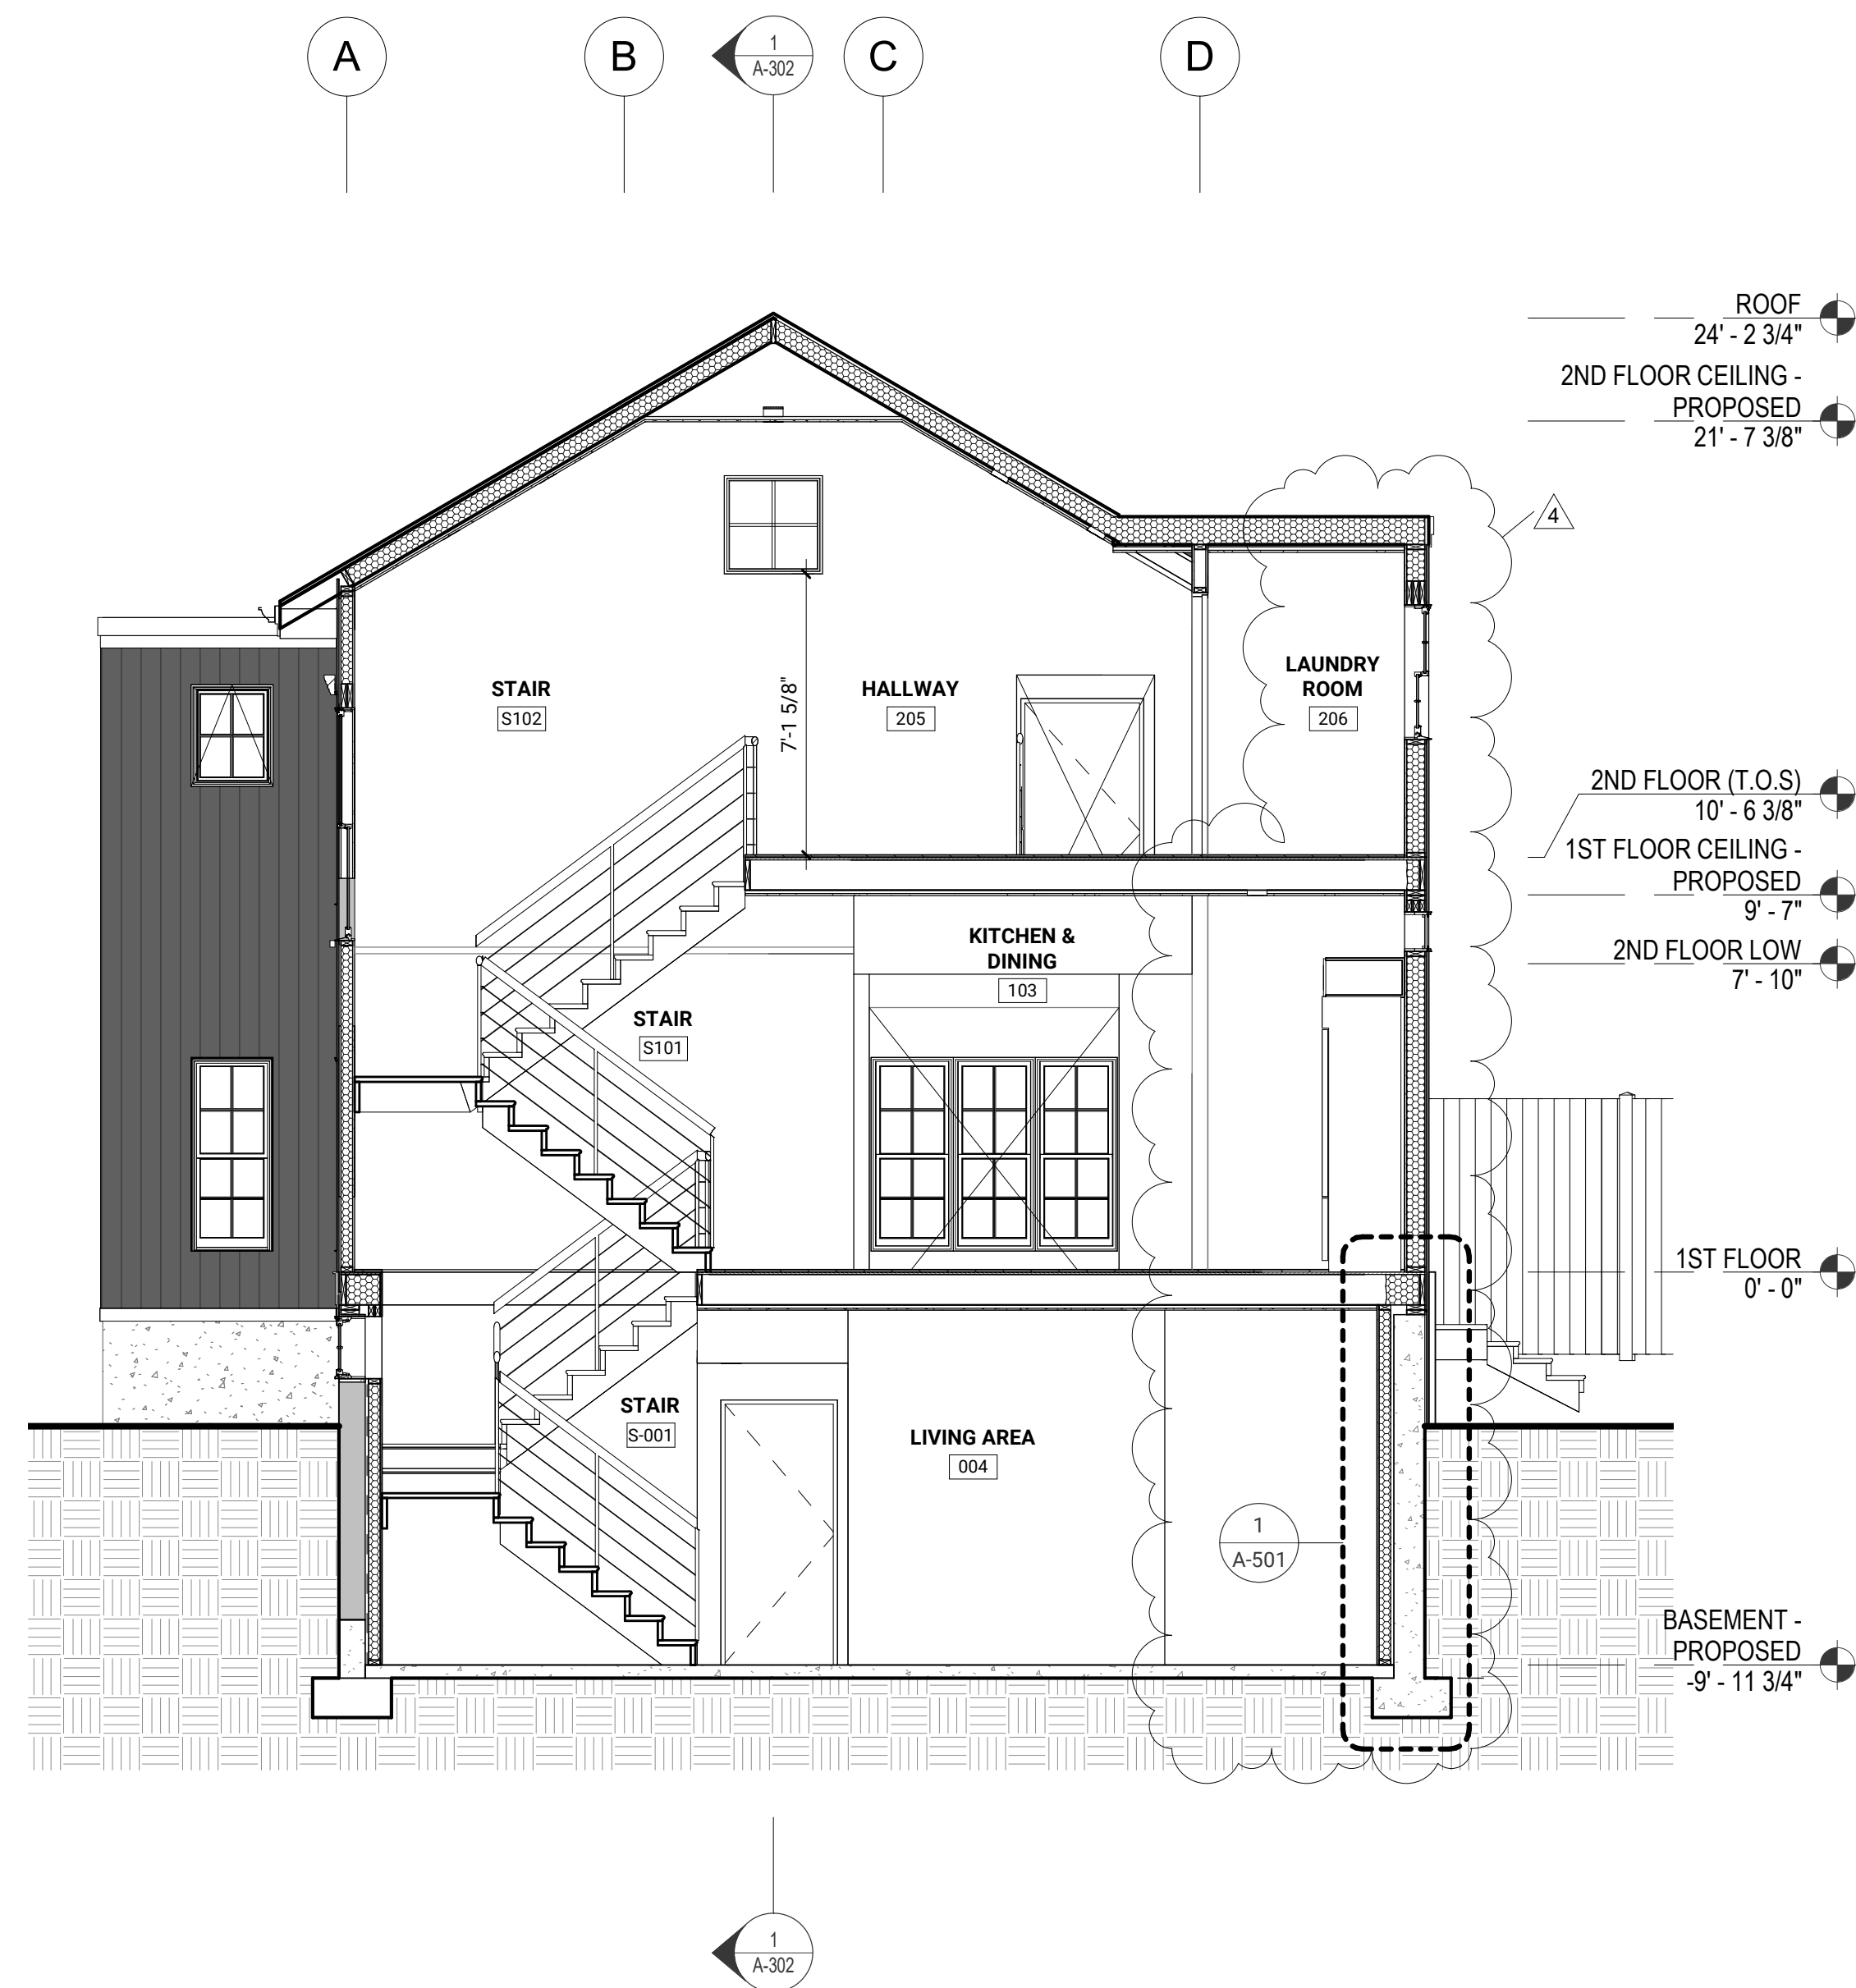 A
B
1
A-302
C
D
ROOF
24' - 2 3/4"
2ND FLOOR CEILING -
PROPOSED
21' - 7 3/8"
4
LAUNDRY
ROOM
206
STAIR
S102
7'-1 5/8"
HALLWAY
205
2ND FLOOR (T.O.S)
10' - 6 3/8"
1ST FLOOR CEILING -
PROPOSED
9' - 7"
KITCHEN &
DINING
103
2ND FLOOR LOW
7' - 10"
STAIR
S101
1ST FLOOR
0' - 0"
STAIR
S-001
LIVING AREA
004
1
A-501
BASEMENT -
PROPOSED
-9' - 11 3/4"
1
A-302